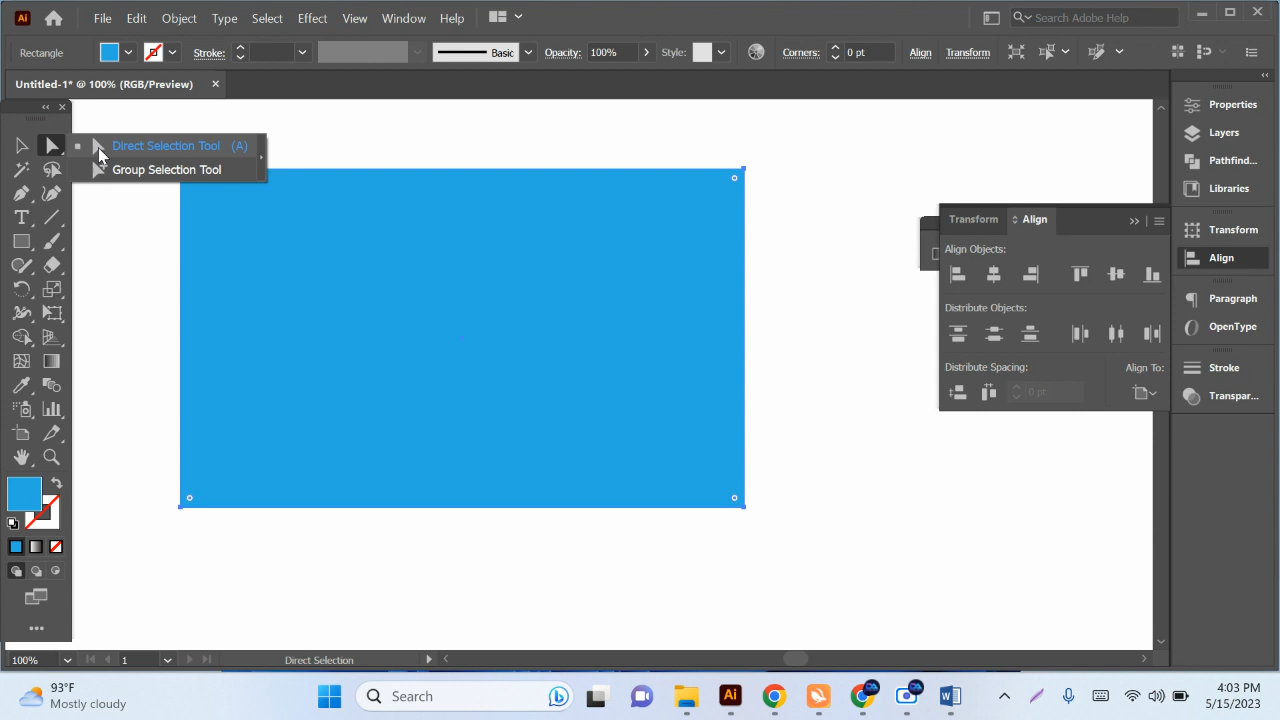 Ai File Edit Object Type Select Effect View Window Help Search Adobe Help
Rectangle Stroke: Basic Opacity: 100% Style: Corners: 0 pt Align Transform
Untitled-1* @ 100% (RGB/Preview)
Direct Selection Tool (A)
Group Selection Tool
Properties
Layers
Pathfind...
Libraries
Transform
Align
Paragraph
OpenType
Stroke
Transpar...
Transform Align
Align Objects:
Distribute Objects:
Distribute Spacing: Align To:
0 pt
100% 1 Direct Selection
93°F
Mostly cloudy
Search
Ai
4:03 PM
5/15/2023